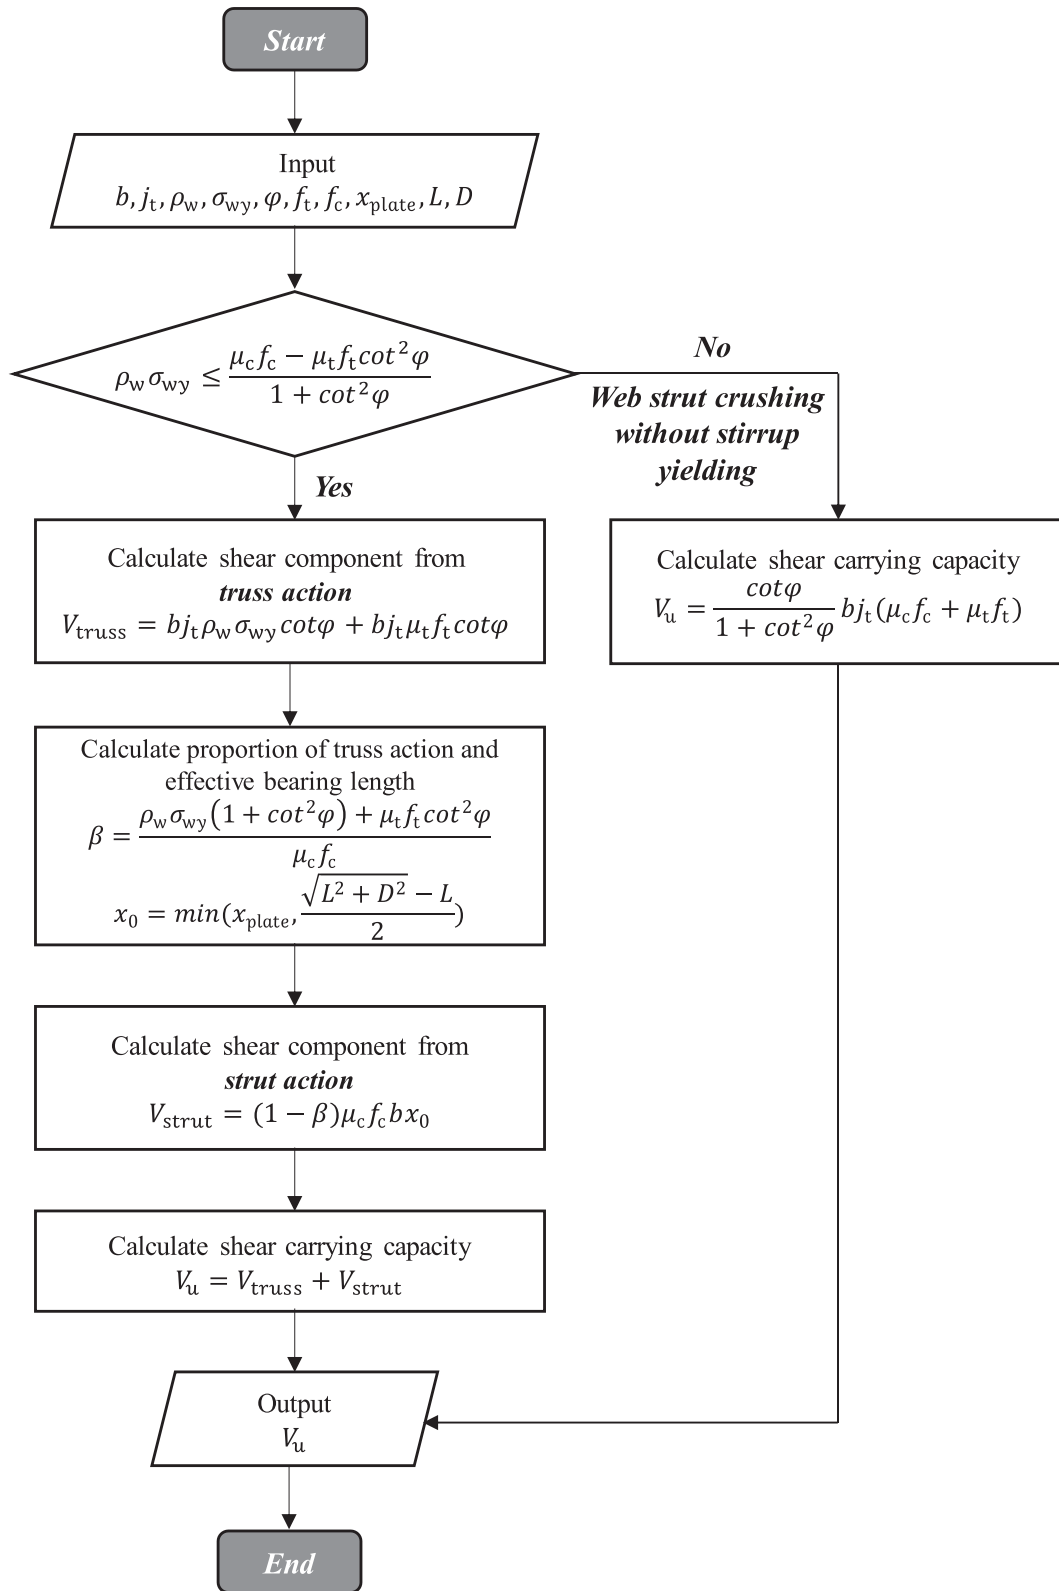 Start
Input
b, j_t, ρ_w, σ_wy, φ, f_t, f_c, x_plate, L, D
ρ_w σ_wy ≤ (μ_c f_c − μ_t f_t cot²φ) / (1 + cot²φ)
No
Web strut crushing
without stirrup
yielding
Yes
Calculate shear component from
truss action
V_truss = bj_t ρ_w σ_wy cotφ + bj_t μ_t f_t cotφ
Calculate shear carrying capacity
V_u = cotφ / (1 + cot²φ) bj_t(μ_c f_c + μ_t f_t)
Calculate proportion of truss action and
effective bearing length
β = (ρ_w σ_wy(1 + cot²φ) + μ_t f_t cot²φ) / (μ_c f_c)
x_0 = min(x_plate, (√(L² + D²) − L) / 2)
Calculate shear component from
strut action
V_strut = (1 − β)μ_c f_c bx_0
Calculate shear carrying capacity
V_u = V_truss + V_strut
Output
V_u
End